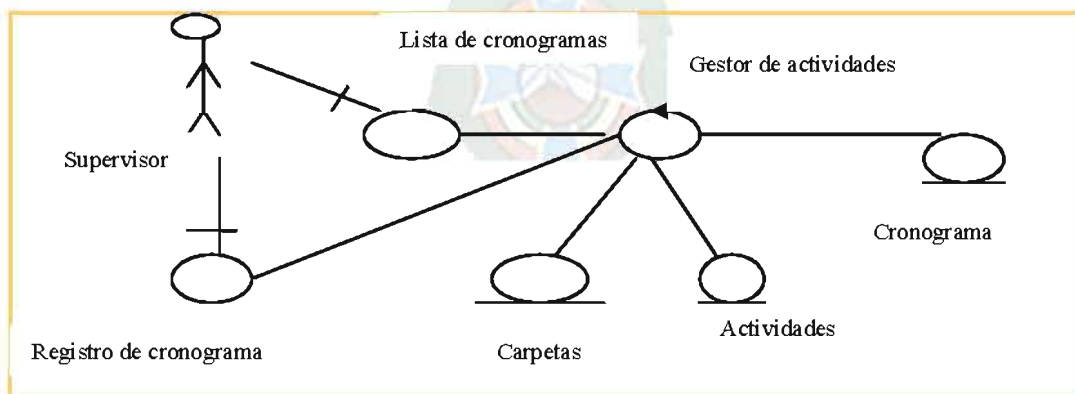 Lista de cronogramas
Gestor de actividades
Supervisor
Cronograma
Actividades
Registro de cronograma
Carpetas